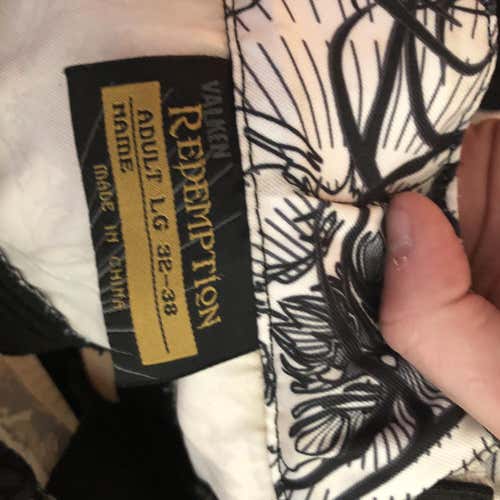 VALKEN
REDEMPTION
ADULT LG 32-38
NAME
MADE IN CHINA